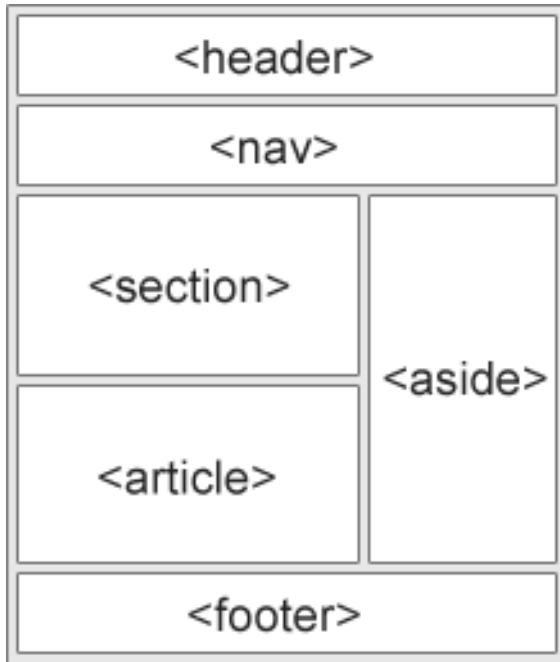 <header>
<nav>
<section>
<article>
<aside>
<footer>